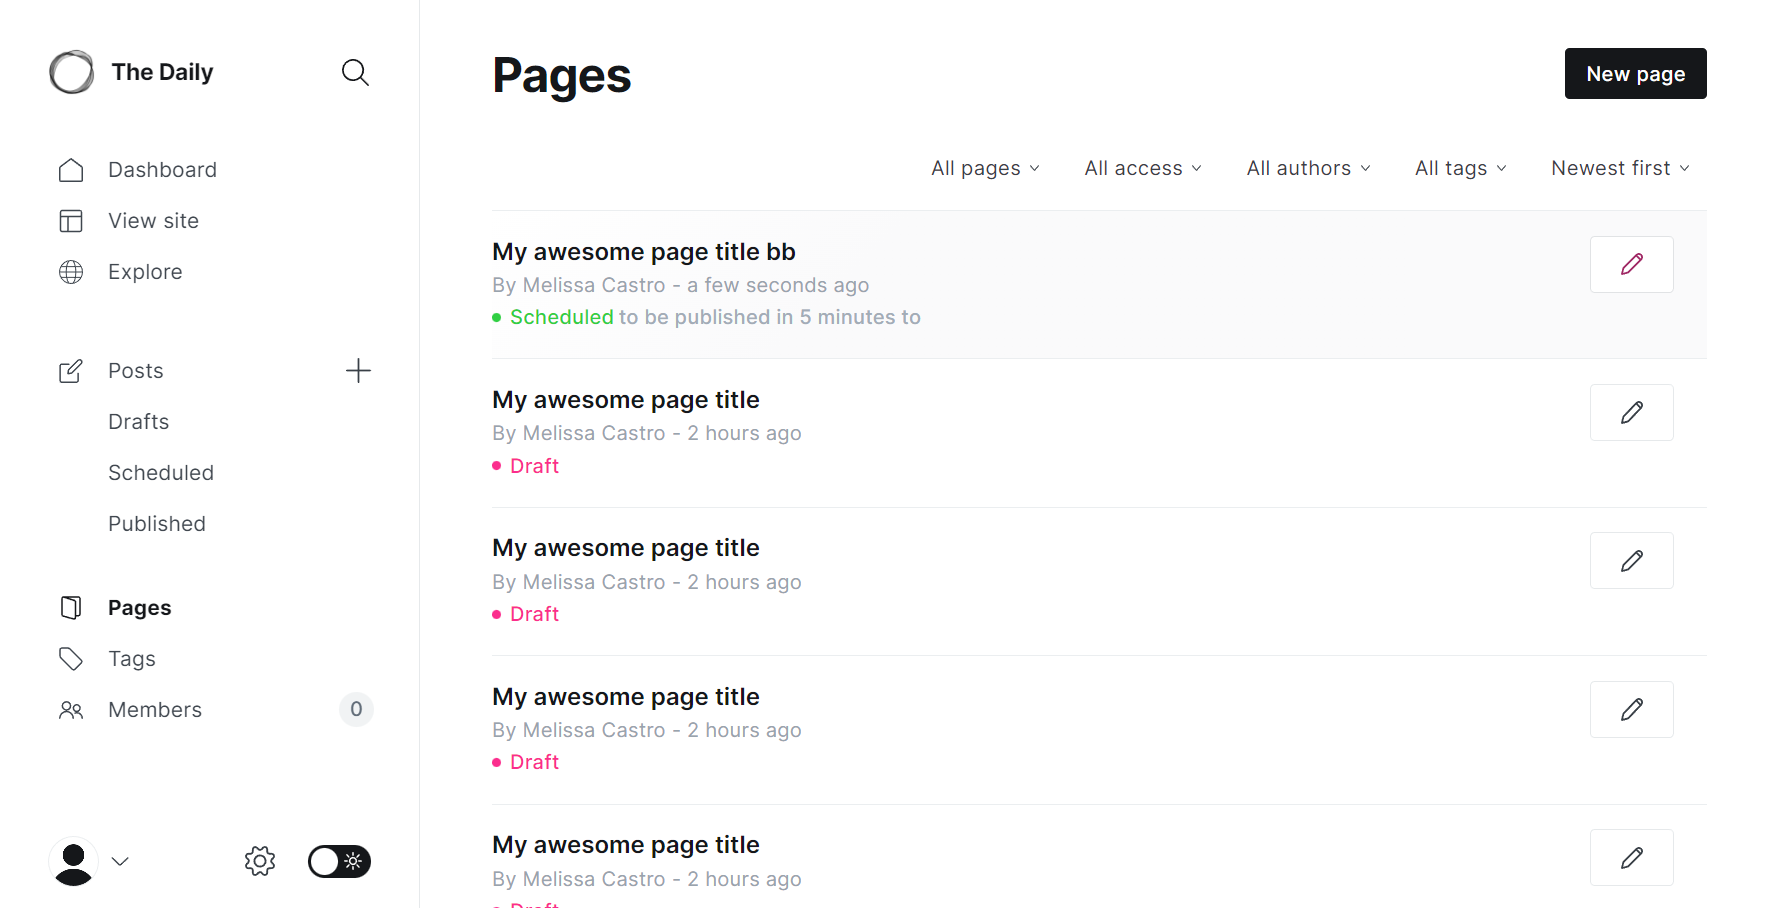 The Daily
Dashboard
View site
Explore
Posts
Drafts
Scheduled
Published
Pages
Tags
Members 0
Pages
New page
All pages All access All authors All tags Newest first
My awesome page title bb
By Melissa Castro - a few seconds ago
Scheduled to be published in 5 minutes to
My awesome page title
By Melissa Castro - 2 hours ago
Draft
My awesome page title
By Melissa Castro - 2 hours ago
Draft
My awesome page title
By Melissa Castro - 2 hours ago
Draft
My awesome page title
By Melissa Castro - 2 hours ago
Draft